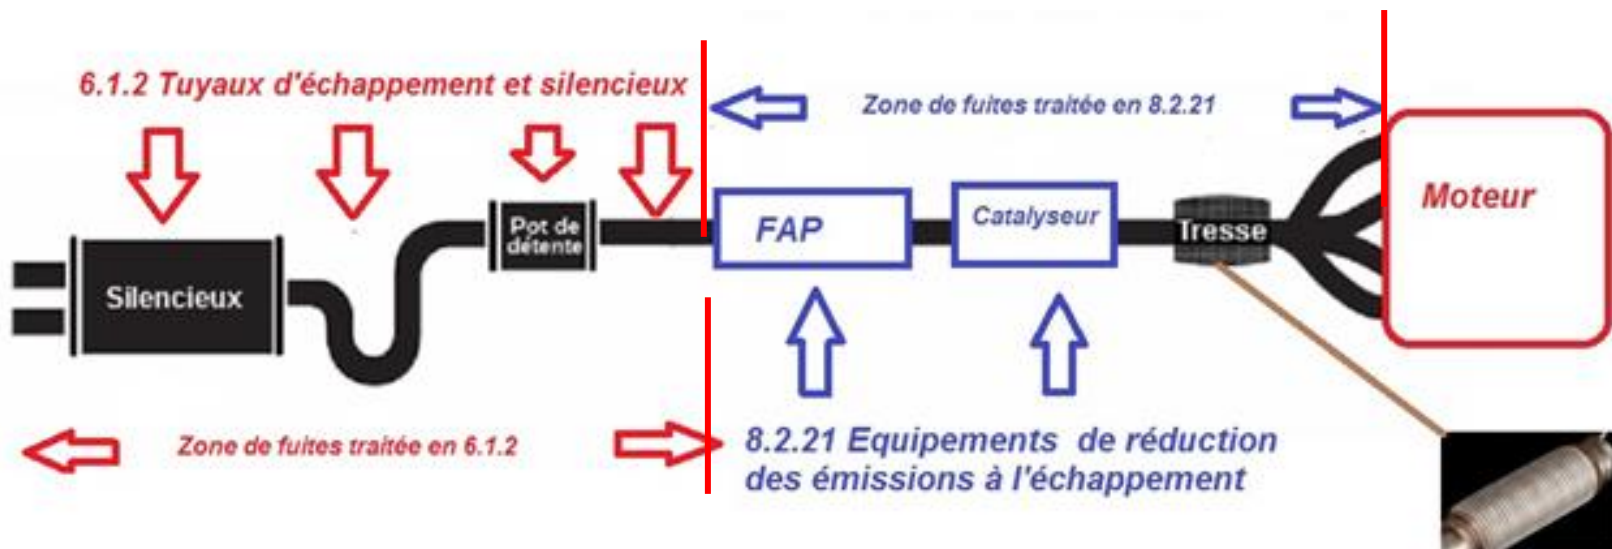 6.1.2 Tuyaux d'échappement et silencieux
Zone de fuites traitée en 8.2.21
Moteur
Pot de
détente
FAP
Catalyseur
Tresse
Silencieux
Zone de fuites traitée en 6.1.2
8.2.21 Equipements de réduction
des émissions à l'échappement